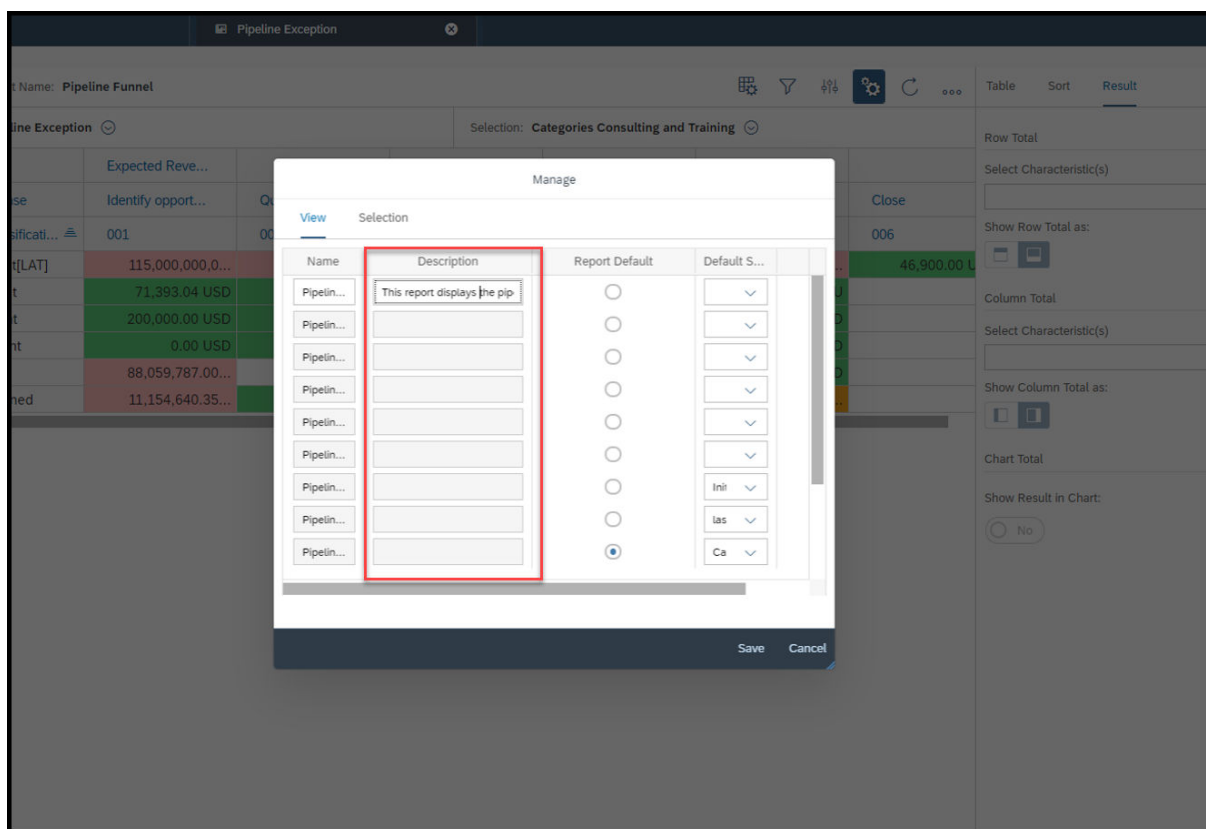 Pipeline Exception
t Name: Pipeline Funnel
Table Sort Result
line Exception
Selection: Categories Consulting and Training
Row Total
Expected Reve...
Select Characteristic(s)
Manage
se Identify opport... Close
View Selection
sificati... 001 00 006
Show Row Total as:
Name Description Report Default Default S...
t[LAT] 115,000,000,0... 46,900.00
Pipelin... This report displays the pip
t 71,393.04 USD
Column Total
t 200,000.00 USD
Pipelin...
Select Characteristic(s)
nt 0.00 USD
Pipelin...
88,059,787.00...
Show Column Total as:
Pipelin...
ned 11,154,640.35...
Pipelin...
Pipelin...
Chart Total
Pipelin... Ini
Show Result in Chart:
Pipelin... las
No
Pipelin... Ca
Save Cancel